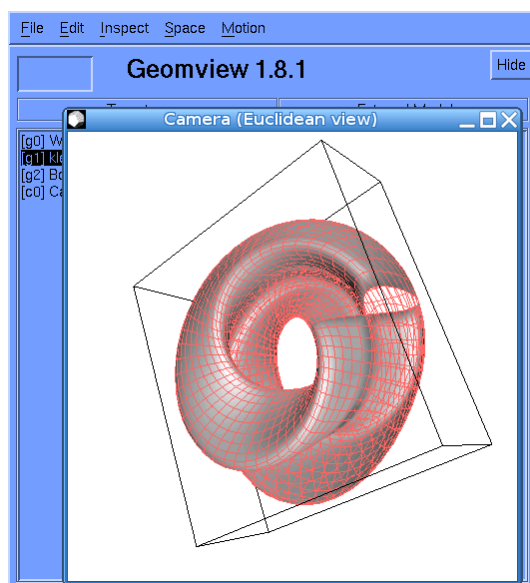 File Edit Inspect Space Motion
Geomview 1.8.1
Hide
Camera (Euclidean view)
[g0] W
[g1] kle
[g2] Bo
[c0] Ca